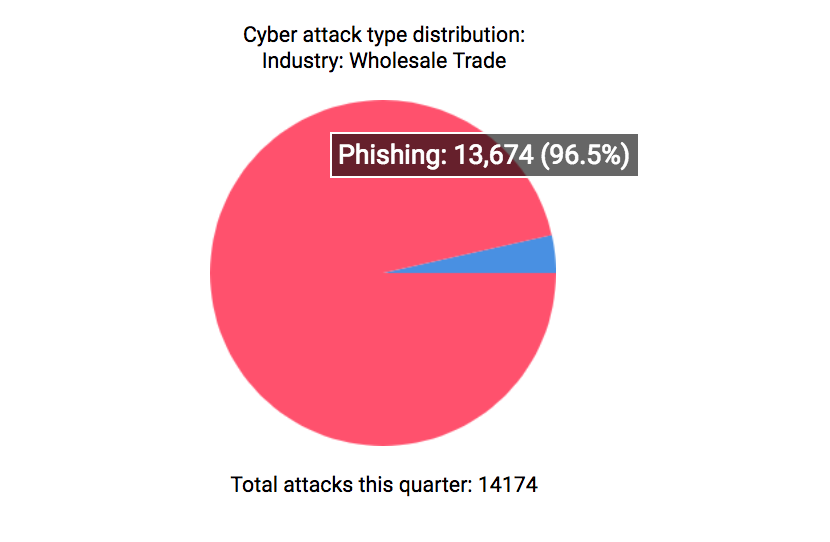 Cyber attack type distribution:
Industry: Wholesale Trade
Phishing: 13,674 (96.5%)
Total attacks this quarter: 14174